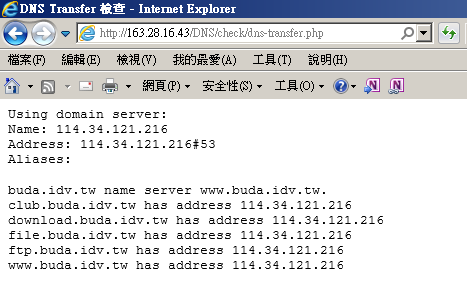 DNS Transfer 檢查 - Internet Explorer
http://163.28.16.43/DNS/check/dns-transfer.php
檔案(F) 編輯(E) 檢視(V) 我的最愛(A) 工具(T) 說明(H)
網頁(P) 安全性(S) 工具(O)
Using domain server:
Name: 114.34.121.216
Address: 114.34.121.216#53
Aliases:
buda.idv.tw name server www.buda.idv.tw.
club.buda.idv.tw has address 114.34.121.216
download.buda.idv.tw has address 114.34.121.216
file.buda.idv.tw has address 114.34.121.216
ftp.buda.idv.tw has address 114.34.121.216
www.buda.idv.tw has address 114.34.121.216